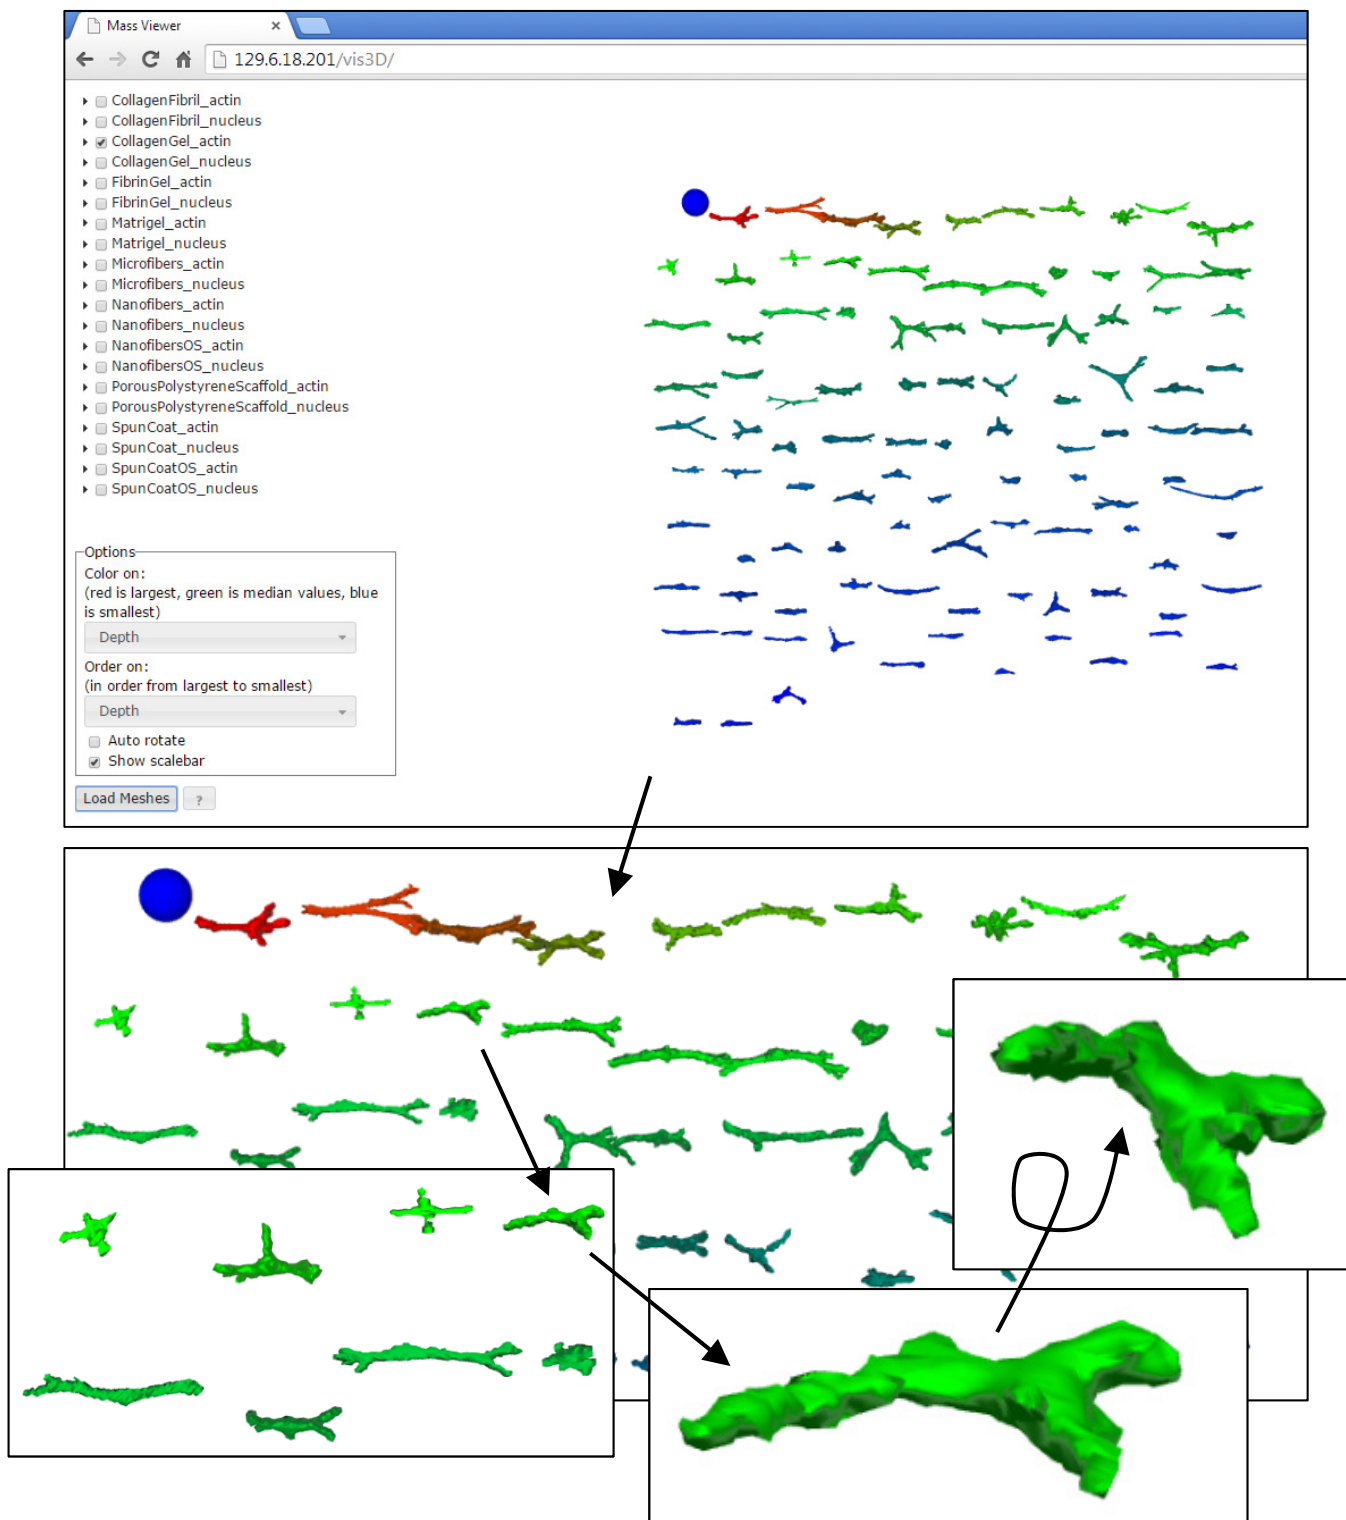 Mass Viewer
129.6.18.201/vis3D/
CollagenFibril_actin
CollagenFibril_nucleus
CollagenGel_actin
CollagenGel_nucleus
FibrinGel_actin
FibrinGel_nucleus
Matrigel_actin
Matrigel_nucleus
Microfibers_actin
Microfibers_nucleus
Nanofibers_actin
Nanofibers_nucleus
NanofibersOS_actin
NanofibersOS_nucleus
PorousPolystyreneScaffold_actin
PorousPolystyreneScaffold_nucleus
SpunCoat_actin
SpunCoat_nucleus
SpunCoatOS_actin
SpunCoatOS_nucleus
Options
Color on:
(red is largest, green is median values, blue
is smallest)
Depth
Order on:
(in order from largest to smallest)
Depth
Auto rotate
Show scalebar
Load Meshes ?